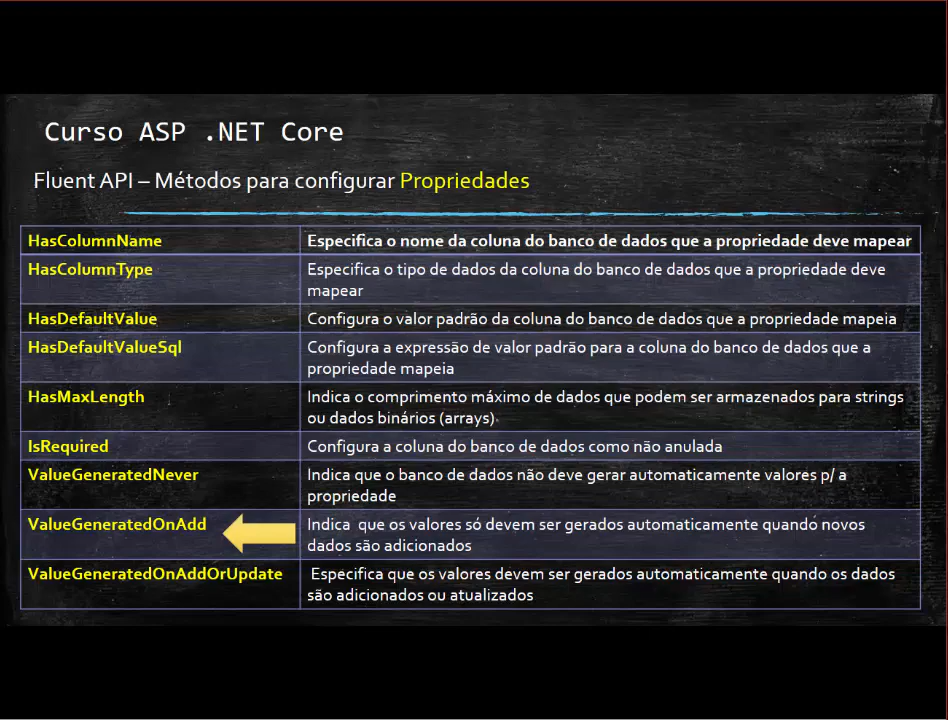 Curso ASP .NET Core
Fluent API – Métodos para configurar Propriedades
HasColumnName
Especifica o nome da coluna do banco de dados que a propriedade deve mapear
HasColumnType
Especifica o tipo de dados da coluna do banco de dados que a propriedade deve
mapear
HasDefaultValue
Configura o valor padrão da coluna do banco de dados que a propriedade mapeia
HasDefaultValueSql
Configura a expressão de valor padrão para a coluna do banco de dados que a
propriedade mapeia
HasMaxLength
Indica o comprimento máximo de dados que podem ser armazenados para strings
ou dados binários (arrays).
IsRequired
Configura a coluna do banco de dados como não anulada
ValueGeneratedNever
Indica que o banco de dados não deve gerar automaticamente valores p/ a
propriedade
ValueGeneratedOnAdd
Indica que os valores só devem ser gerados automaticamente quando novos
dados são adicionados
ValueGeneratedOnAddOrUpdate
Especifica que os valores devem ser gerados automaticamente quando os dados
são adicionados ou atualizados